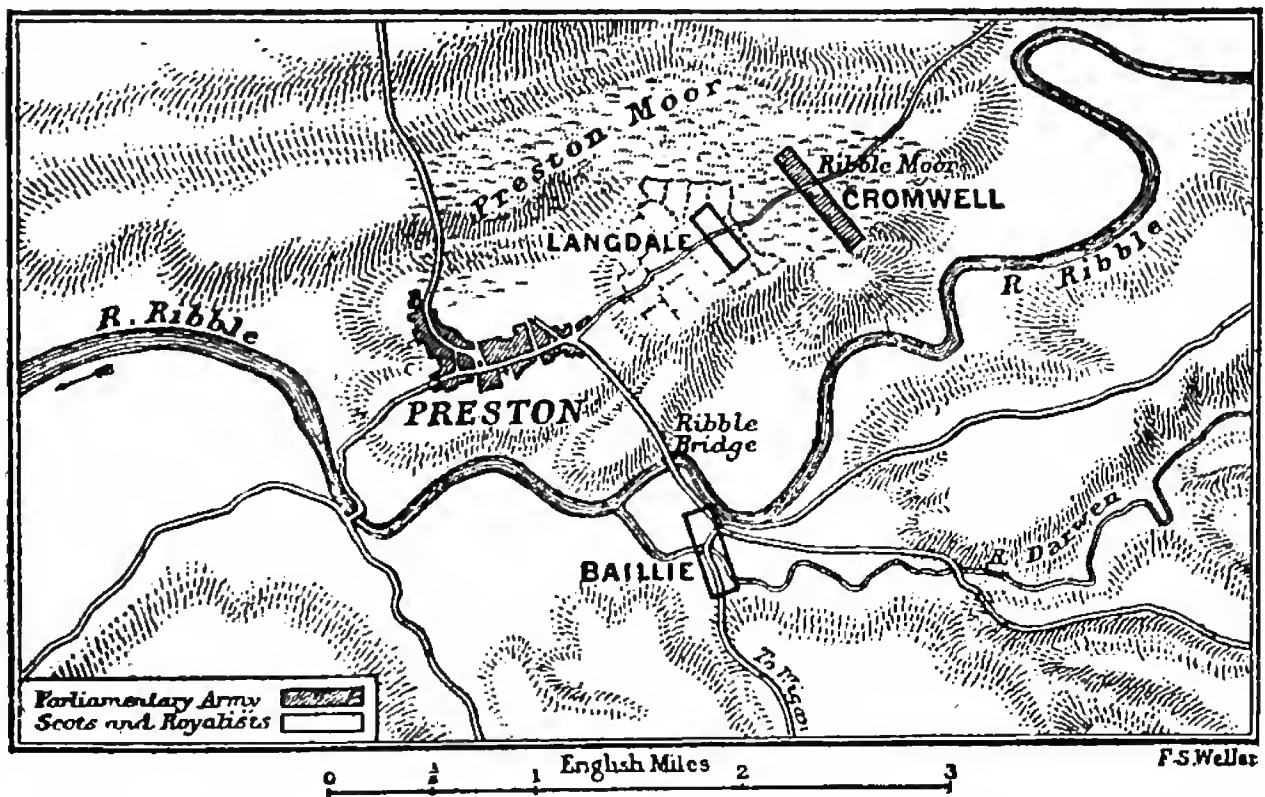 Preston Moor
Ribble Moor
CROMWELL
LANGDALE
R. Ribble
R. Ribble
PRESTON
Ribble
Bridge
R. Darwen
BAILLIE
To Wigan
Parliamentary Army
Scots and Royalists
English Miles
0 ½ 1 2 3
F.S.Weller